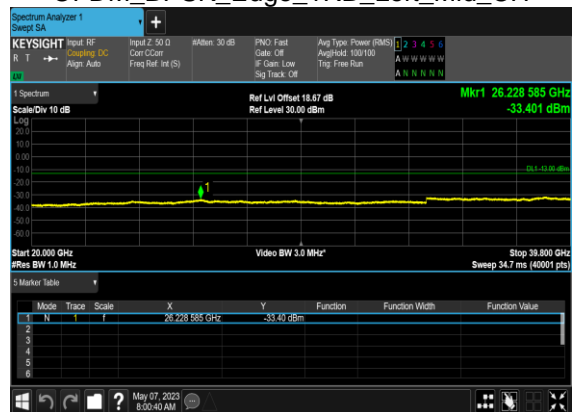 Spectrum Analyzer 1
Swept SA
+
KEYSIGHT
R T
LW
Input: RF
Coupling: DC
Align: Auto
Input Z: 50 Ω
Corr CCorr
Freq Ref: Int (S)
#Atten: 30 dB
PNO: Fast
Gate: Off
IF Gain: Low
Sig Track: Off
Avg Type: Power (RMS)
Avg|Hold: 100/100
Trig: Free Run
1 2 3 4 5 6
A W W W W W
A N N N N N
1 Spectrum
Scale/Div 10 dB
Ref Lvl Offset 18.67 dB
Ref Level 30.00 dBm
Mkr1 26.228 585 GHz
-33.401 dBm
Log
20.0
10.0
0.00
-10.0
-20.0
-30.0
-40.0
-50.0
-60.0
DL1 -13.00 dBm
1
Start 20.000 GHz
#Res BW 1.0 MHz
Video BW 3.0 MHz*
Stop 39.800 GHz
Sweep 34.7 ms (40001 pts)
5 Marker Table
Mode Trace Scale X Y Function Function Width Function Value
1 N 1 f 26.228 585 GHz -33.40 dBm
2
3
4
5
6
?
May 07, 2023
8:00:40 AM